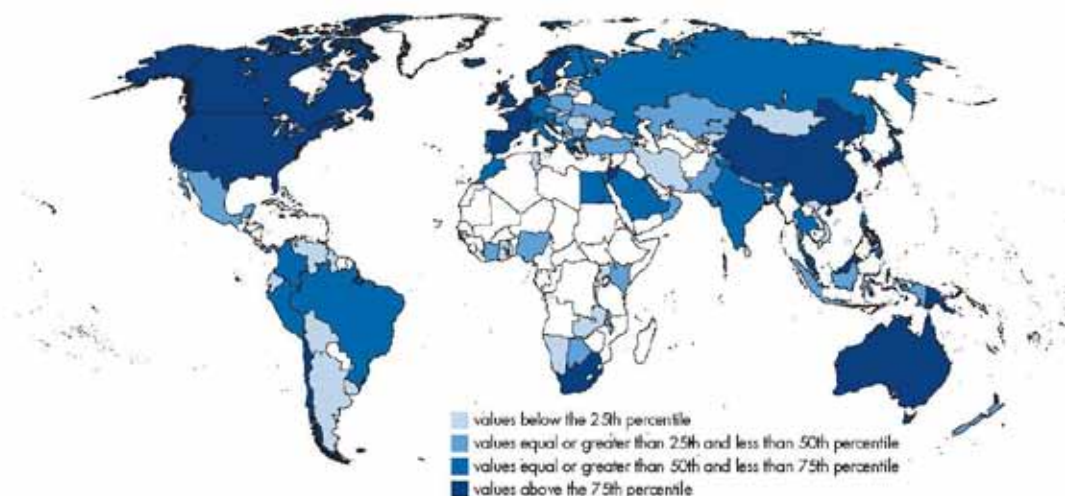 values below the 25th percentile
values equal or greater than 25th and less than 50th percentile
values equal or greater than 50th and less than 75th percentile
values above the 75th percentile